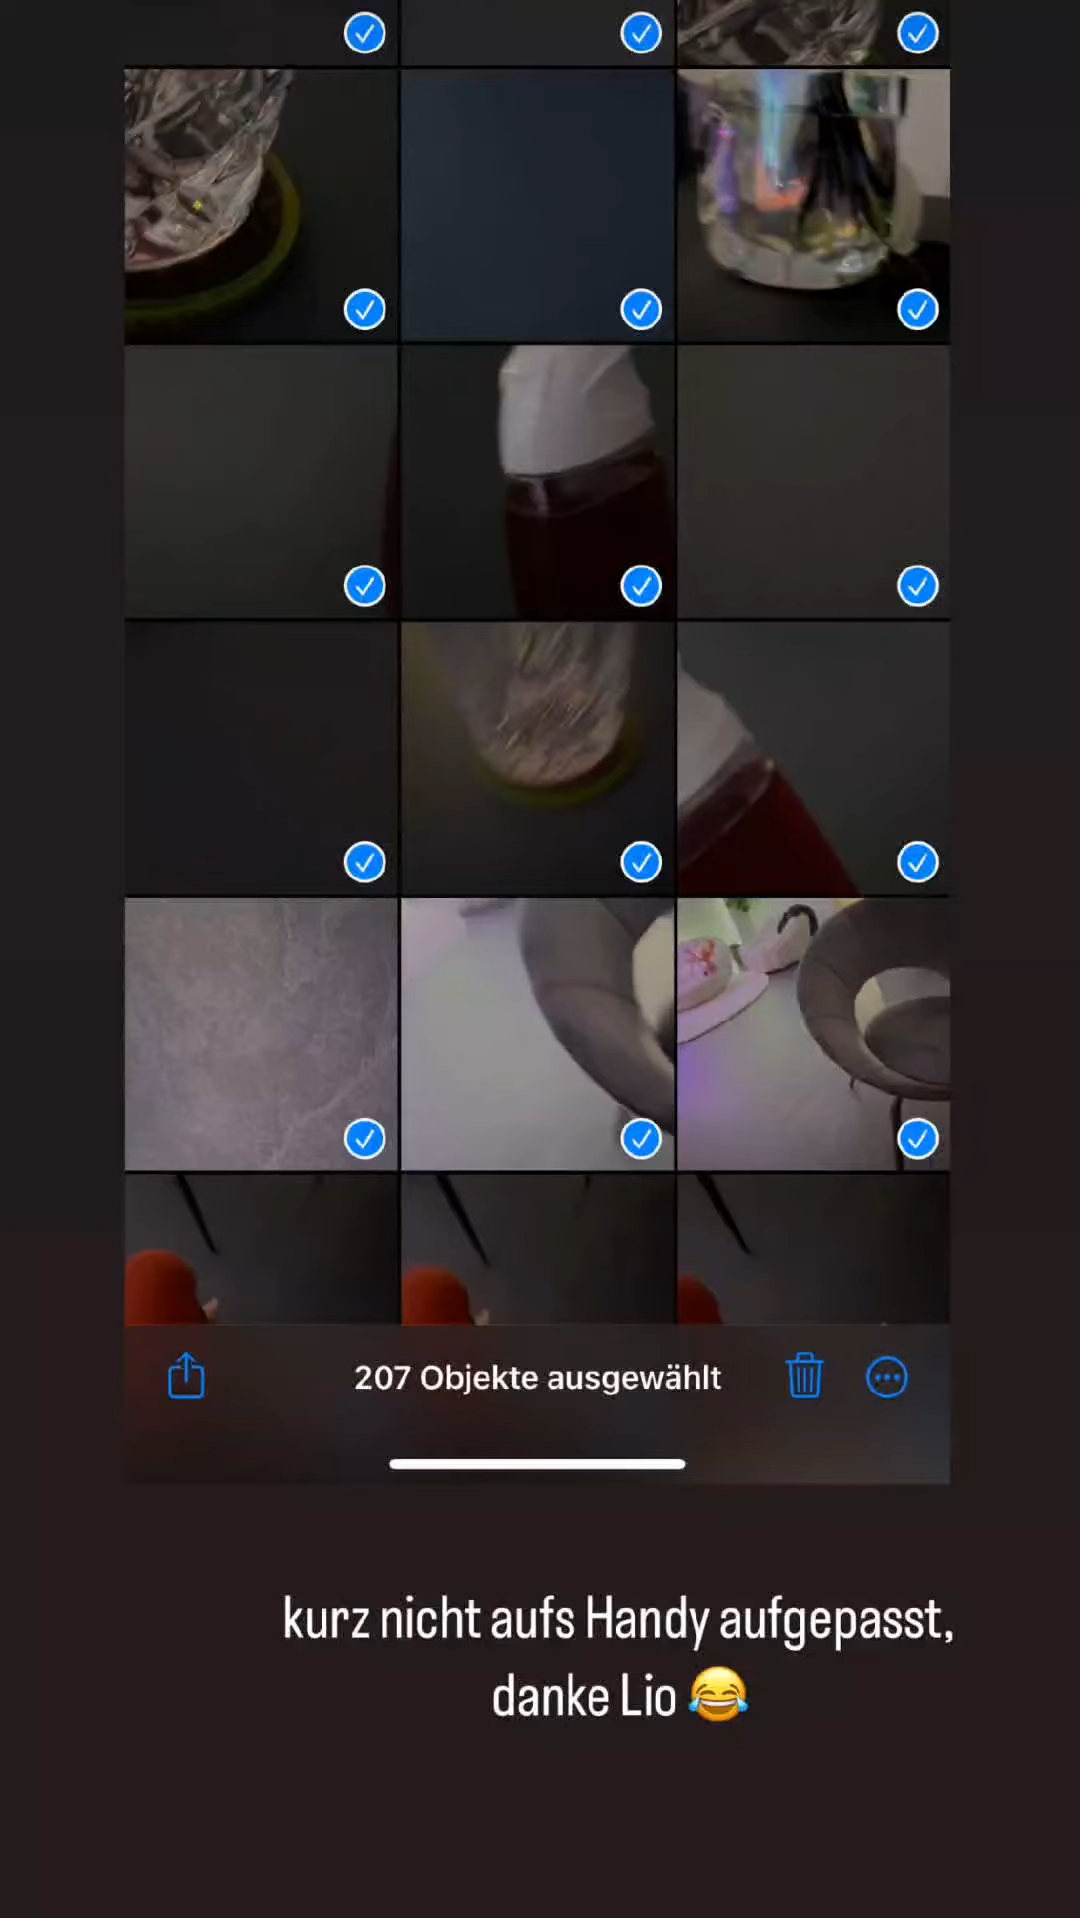 207 Objekte ausgewählt
kurz nicht aufs Handy aufgepasst,
danke Lio 😂